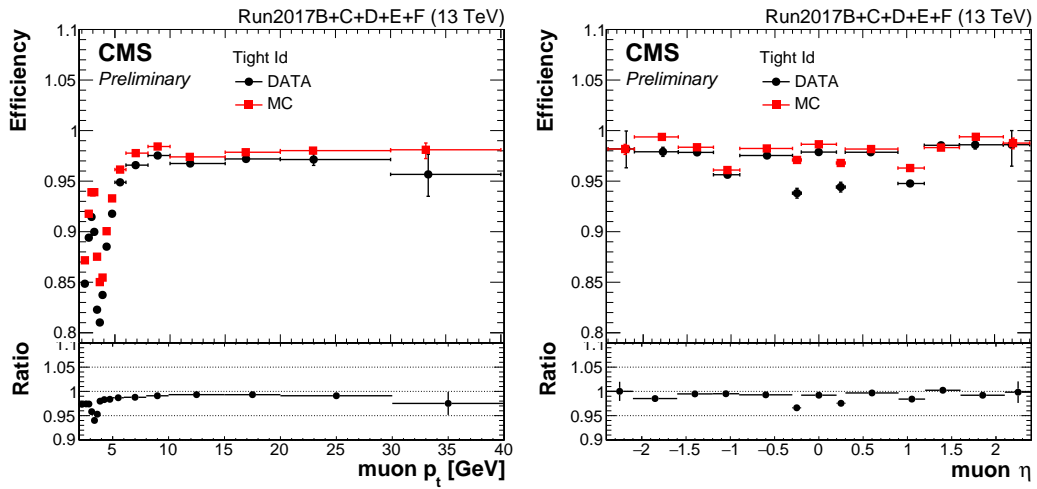 Run2017B+C+D+E+F (13 TeV)
Efficiency
1.1
1.05
1
0.95
0.9
0.85
0.8
CMS
Preliminary
Tight Id
DATA
MC
Ratio
1.1
1.05
1
0.95
0.9
5 10 15 20 25 30 35 40
muon pt [GeV]
Run2017B+C+D+E+F (13 TeV)
Efficiency
1.1
1.05
1
0.95
0.9
0.85
0.8
CMS
Preliminary
Tight Id
DATA
MC
Ratio
1.1
1.05
1
0.95
0.9
−2 −1.5 −1 −0.5 0 0.5 1 1.5 2
muon η